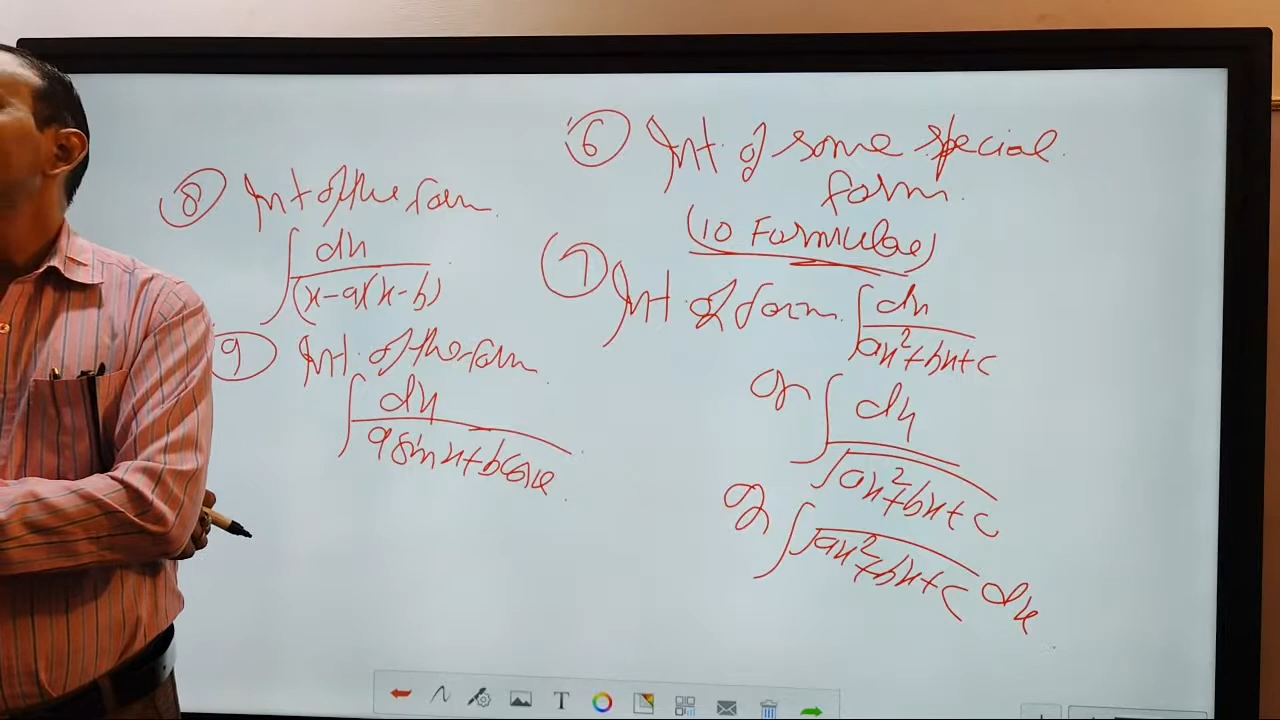 ⑥ Int. of some special
form.
(10 Formulae)
⑦ Int. of form. ∫ dx / (ax²+bx+c)
or ∫ dx / √(ax²+bx+c)
or ∫ √(ax²+bx+c) dx
⑧ Int of the form
∫ dx / (x-a)(x-b)
⑨ Int. of the form
∫ dx / (a sinx+b cosx)
T